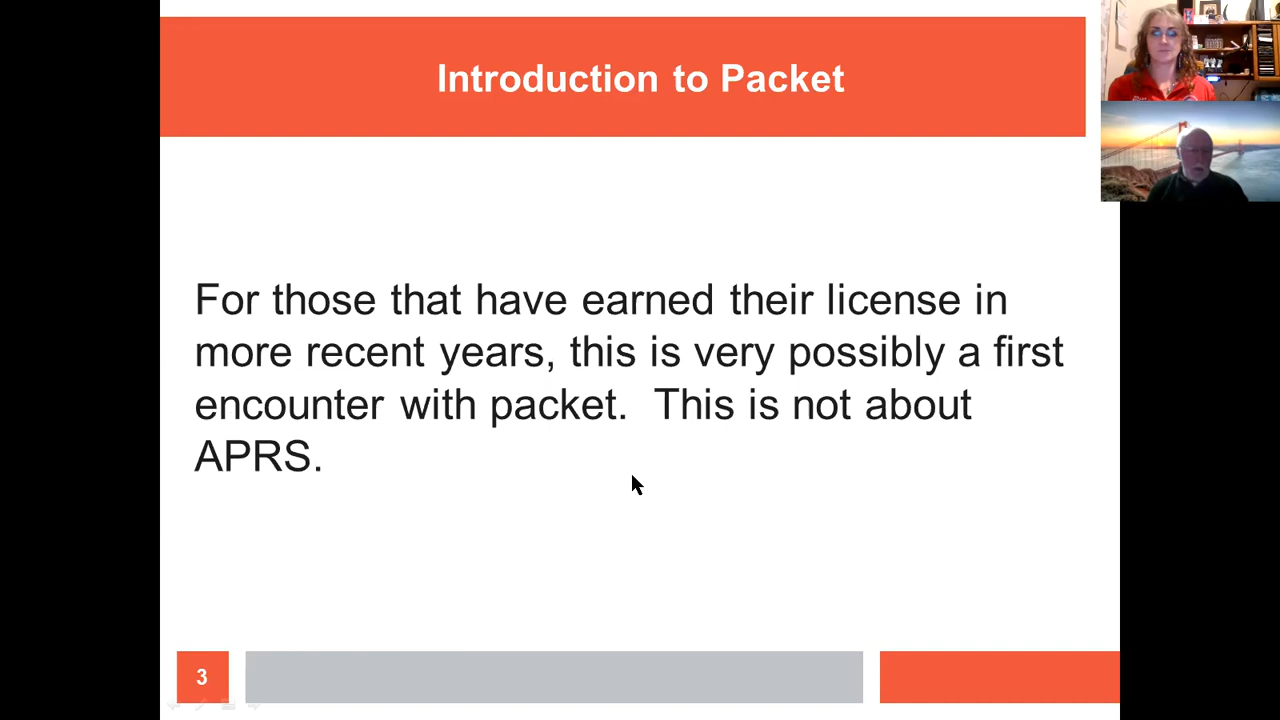 Introduction to Packet
For those that have earned their license in
more recent years, this is very possibly a first
encounter with packet.  This is not about
APRS.
3